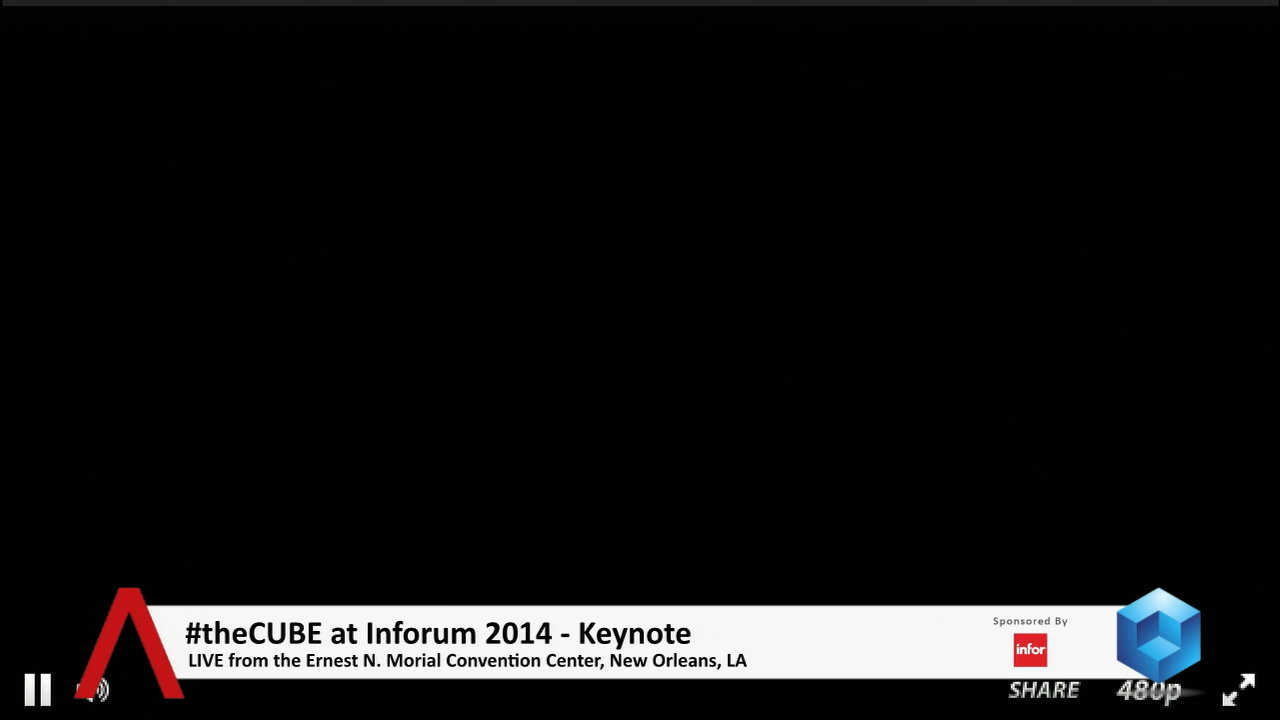 #theCUBE at Inforum 2014 - Keynote
LIVE from the Ernest N. Morial Convention Center, New Orleans, LA
Sponsored By
infor
SHARE
480p